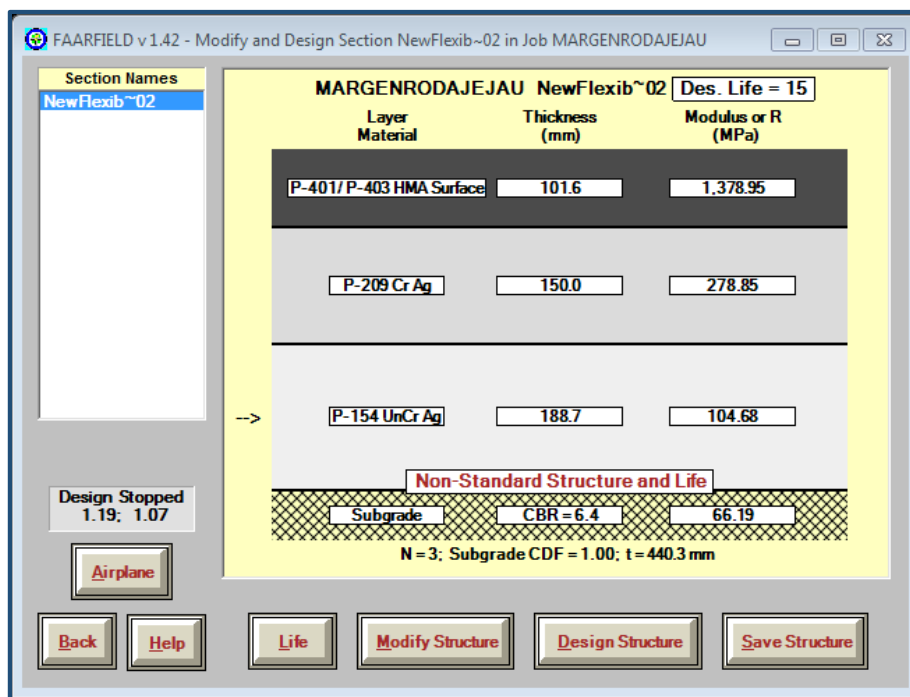 FAARFIELD v 1.42 - Modify and Design Section NewFlexib~02 in Job MARGENRODAJEJAU
Section Names
NewFlexib~02
MARGENRODAJEJAU NewFlexib~02 Des. Life = 15
Layer Material Thickness (mm) Modulus or R (MPa)
P-401/ P-403 HMA Surface 101.6 1,378.95
P-209 Cr Ag 150.0 278.85
--> P-154 UnCr Ag 188.7 104.68
Non-Standard Structure and Life
Subgrade CBR = 6.4 66.19
N = 3; Subgrade CDF = 1.00; t = 440.3 mm
Design Stopped
1.19; 1.07
Airplane
Back Help Life Modify Structure Design Structure Save Structure